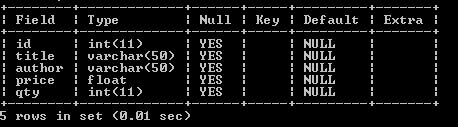 | Field | Type | Null | Key | Default | Extra |
| id | int(11) | YES | | NULL | |
| title | varchar(50) | YES | | NULL | |
| author | varchar(50) | YES | | NULL | |
| price | float | YES | | NULL | |
| qty | int(11) | YES | | NULL | |
5 rows in set (0.01 sec)